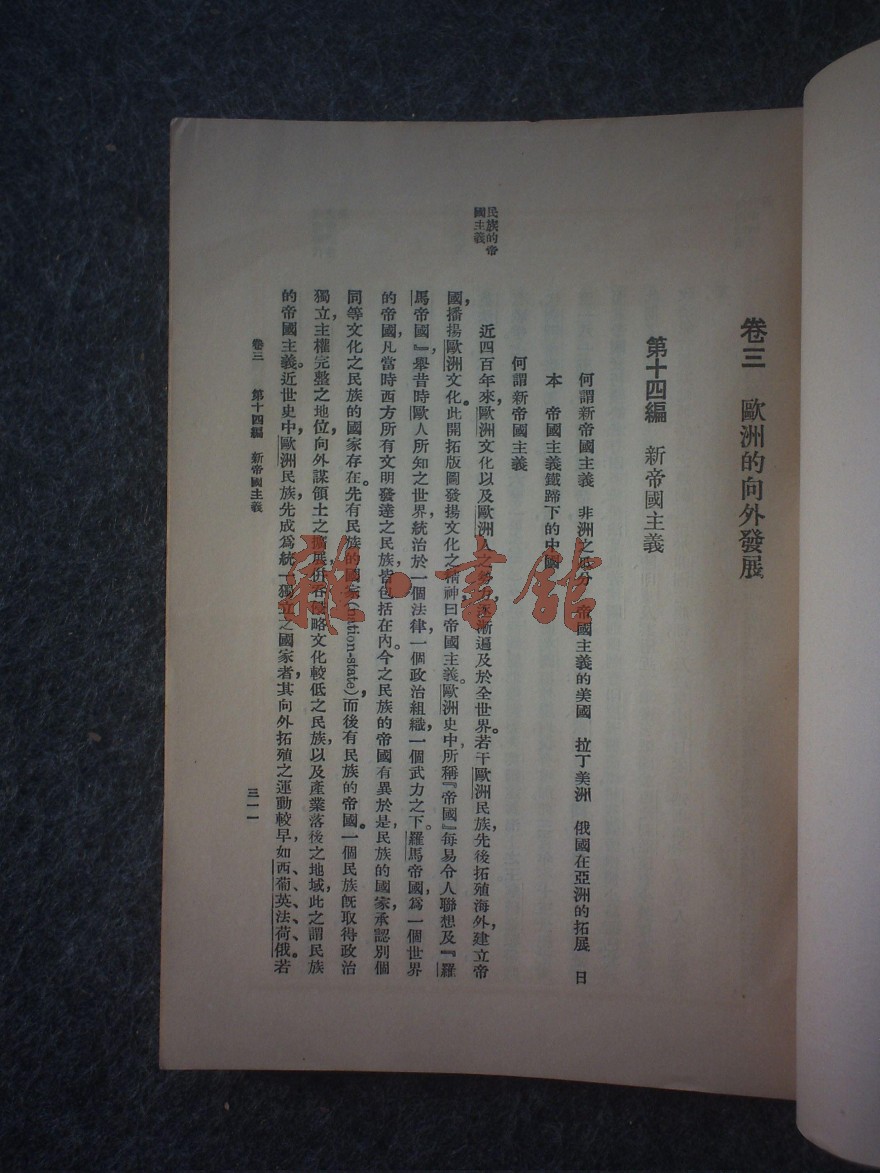 卷三　歐洲的向外發展
第十四編　新帝國主義
何謂新帝國主義　非洲之瓜分　帝國主義的美國　拉丁美洲　俄國在亞洲的拓展　日
本　帝國主義鐵蹄下的中國
何謂新帝國主義
民族的帝
國主義
近四百年來，歐洲文化以及歐洲人之勢力，逐漸遍及於全世界。若干歐洲民族，先後拓殖海外，建立帝
國，播揚歐洲文化。此開拓版圖發揚文化之精神曰帝國主義。歐洲史中，所稱『帝國』每易令人聯想及『羅
馬帝國』，舉昔時歐人所知之世界，統治於一個法律，一個政治組織，一個武力之下。羅馬帝國，爲一個世界
的帝國，凡當時西方所有文明發達之民族，皆包括在內。今之民族的帝國有異於是，民族的國家承認別個
同等文化之民族的國家存在。先有民族的國家(nation-state)，而後有民族的帝國。一個民族旣取得政治
獨立，主權完整之地位，向外謀領土之擴展，併吞侵略文化較低之民族，以及產業落後之地域，此之謂民族
的帝國主義。近世史中，歐洲民族，先成爲統一獨立之國家者，其向外拓殖之運動較早，如西、葡、英、法、荷、俄。若
卷三　第十四編　新帝國主義
三一一
雜·書館